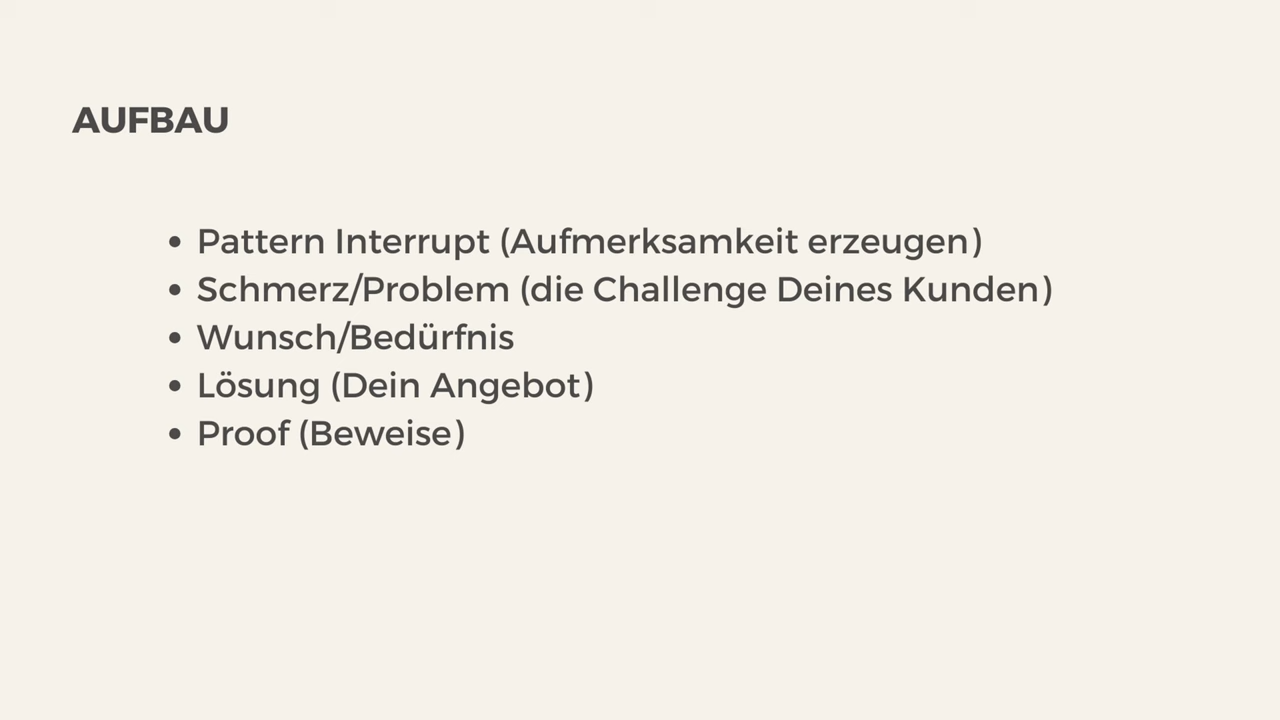 AUFBAU
• Pattern Interrupt (Aufmerksamkeit erzeugen)
• Schmerz/Problem (die Challenge Deines Kunden)
• Wunsch/Bedürfnis
• Lösung (Dein Angebot)
• Proof (Beweise)